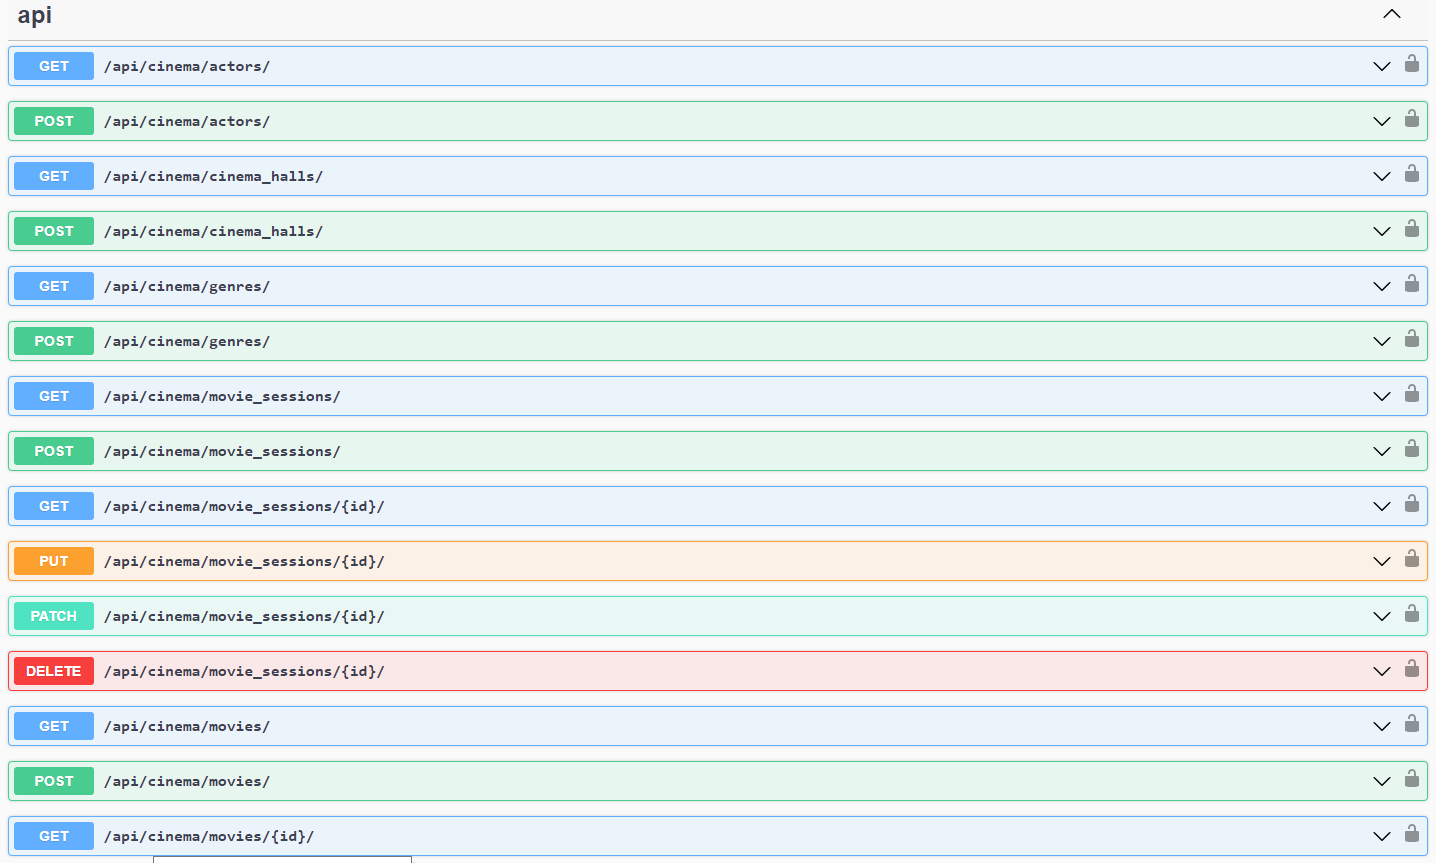 api
GET /api/cinema/actors/
POST /api/cinema/actors/
GET /api/cinema/cinema_halls/
POST /api/cinema/cinema_halls/
GET /api/cinema/genres/
POST /api/cinema/genres/
GET /api/cinema/movie_sessions/
POST /api/cinema/movie_sessions/
GET /api/cinema/movie_sessions/{id}/
PUT /api/cinema/movie_sessions/{id}/
PATCH /api/cinema/movie_sessions/{id}/
DELETE /api/cinema/movie_sessions/{id}/
GET /api/cinema/movies/
POST /api/cinema/movies/
GET /api/cinema/movies/{id}/